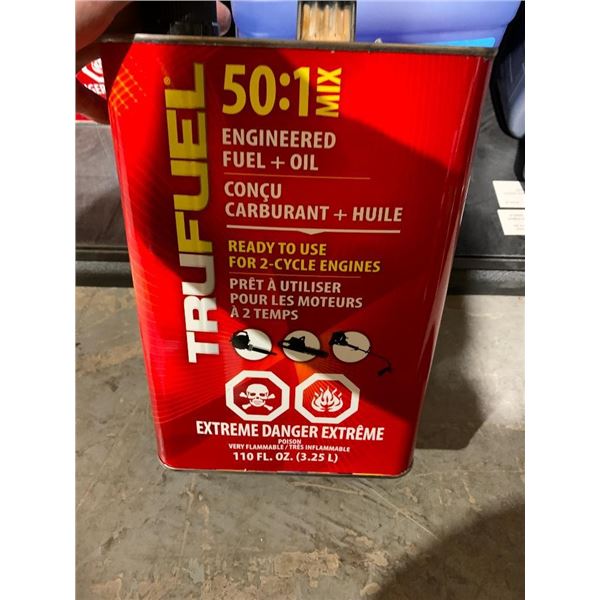 TRUFUEL
50:1 MIX
ENGINEERED
FUEL + OIL
CONÇU
CARBURANT + HUILE
READY TO USE
FOR 2-CYCLE ENGINES
PRÊT À UTILISER
POUR LES MOTEURS
À 2 TEMPS
EXTREME DANGER EXTRÊME
POISON
VERY FLAMMABLE / TRÈS INFLAMMABLE
110 FL. OZ. (3.25 L)